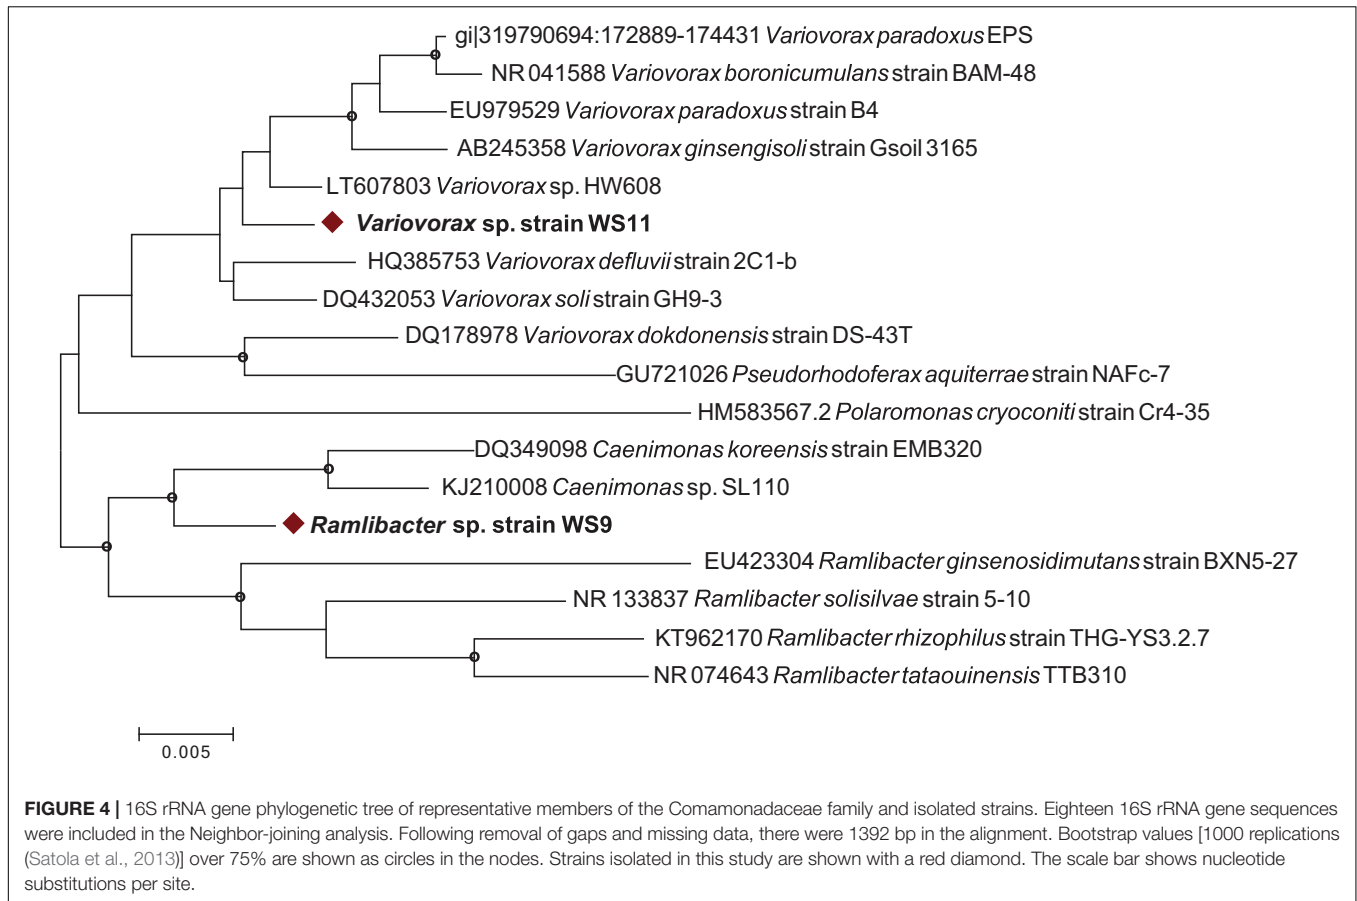 gi|319790694:172889-174431 Variovorax paradoxus EPS
NR 041588 Variovorax boronicumulans strain BAM-48
EU979529 Variovorax paradoxus strain B4
AB245358 Variovorax ginsengisoli strain Gsoil 3165
LT607803 Variovorax sp. HW608
Variovorax sp. strain WS11
HQ385753 Variovorax defluvii strain 2C1-b
DQ432053 Variovorax soli strain GH9-3
DQ178978 Variovorax dokdonensis strain DS-43T
GU721026 Pseudorhodoferax aquiterrae strain NAFc-7
HM583567.2 Polaromonas cryoconiti strain Cr4-35
DQ349098 Caenimonas koreensis strain EMB320
KJ210008 Caenimonas sp. SL110
Ramlibacter sp. strain WS9
EU423304 Ramlibacter ginsenosidimutans strain BXN5-27
NR 133837 Ramlibacter solisilvae strain 5-10
KT962170 Ramlibacter rhizophilus strain THG-YS3.2.7
NR 074643 Ramlibacter tataouinensis TTB310
0.005
FIGURE 4 | 16S rRNA gene phylogenetic tree of representative members of the Comamonadaceae family and isolated strains. Eighteen 16S rRNA gene sequences
were included in the Neighbor-joining analysis. Following removal of gaps and missing data, there were 1392 bp in the alignment. Bootstrap values [1000 replications
(Satola et al., 2013)] over 75% are shown as circles in the nodes. Strains isolated in this study are shown with a red diamond. The scale bar shows nucleotide
substitutions per site.